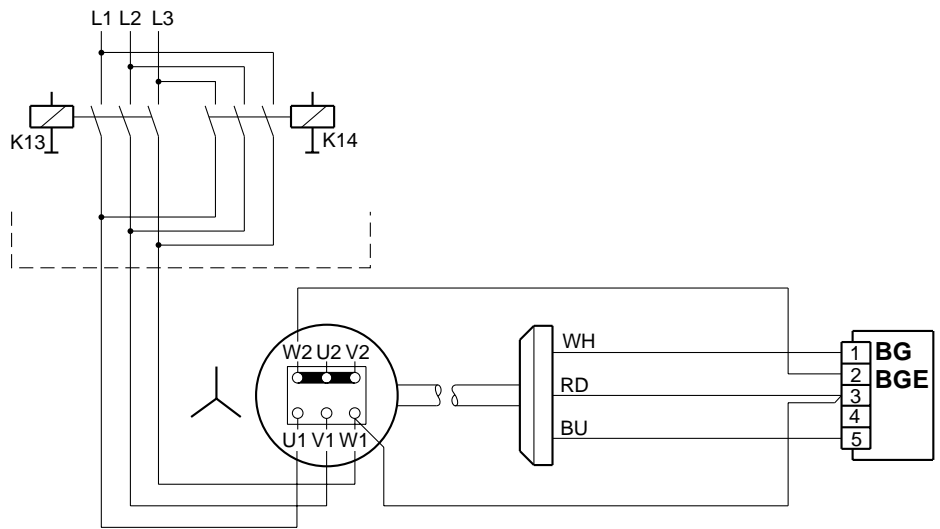 L1 L2 L3
K13 K14
W2 U2 V2
U1 V1 W1
WH
RD
BU
1 BG
2 BGE
3
4
5